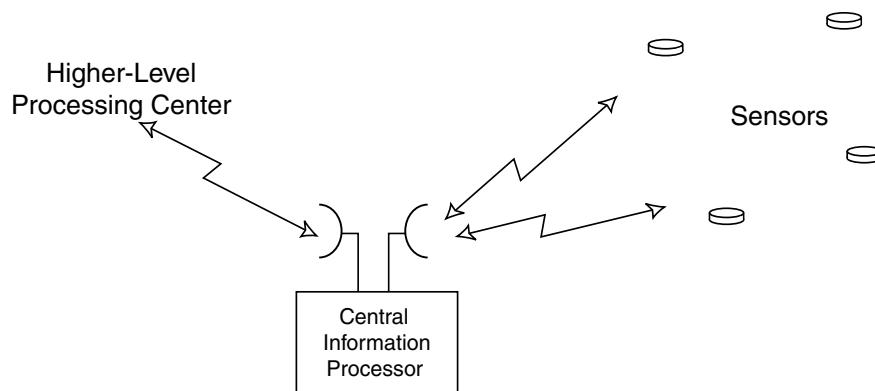 Higher-Level
Processing Center
Sensors
Central
Information
Processor